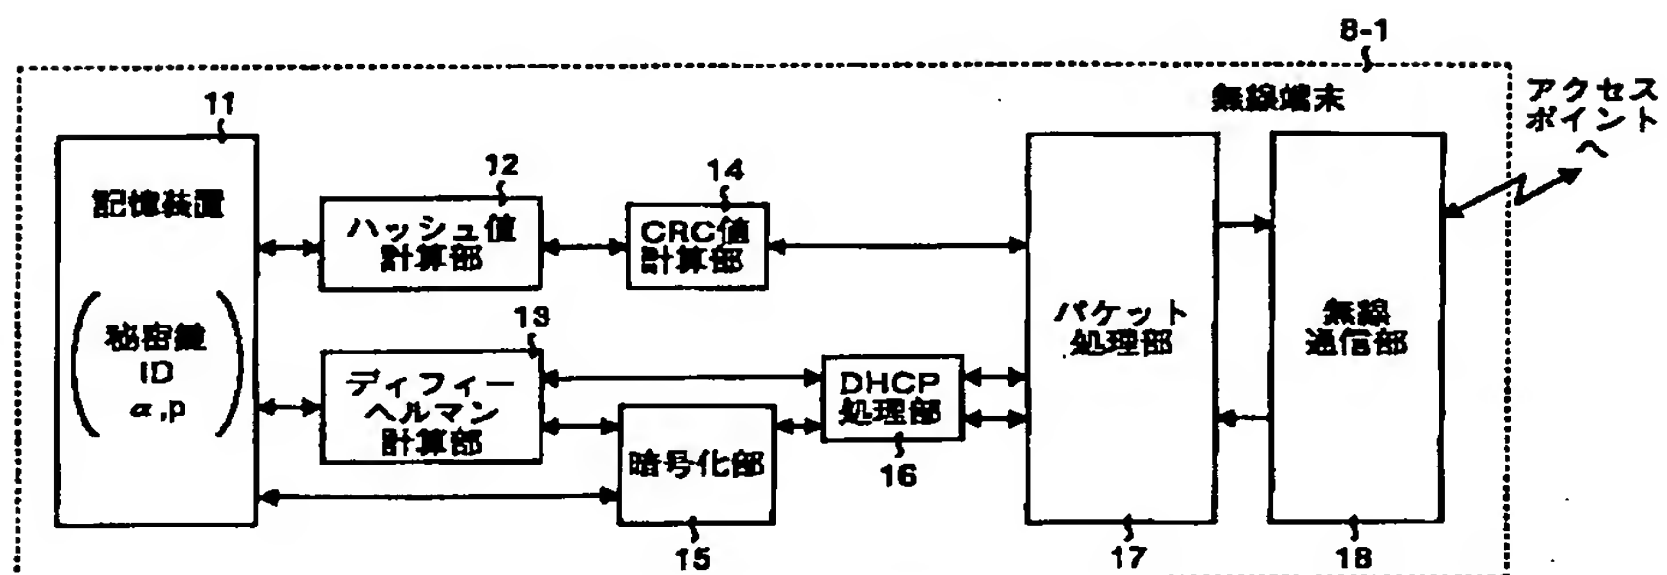 8-1
無線端末
アクセス
ポイント
へ
11
記憶装置
秘密鍵
ID
α,p
12
ハッシュ値
計算部
14
CRC値
計算部
13
ディフィー
ヘルマン
計算部
暗号化部
15
DHCP
処理部
16
パケット
処理部
17
無線
通信部
18